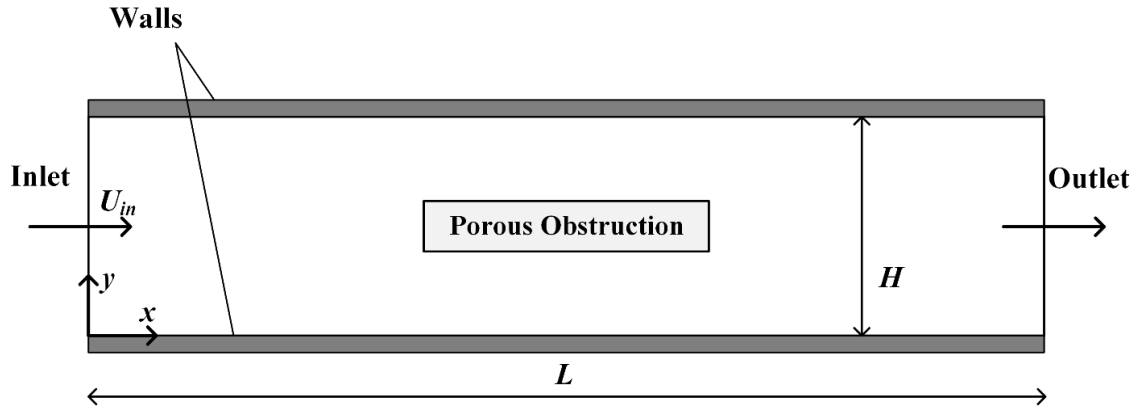 Walls
Inlet
Outlet
U_in
Porous Obstruction
H
y
x
L